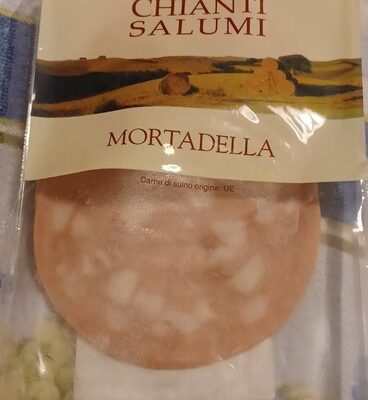 CHIANTI
SALUMI
MORTADELLA
Carne di suino origine: UE